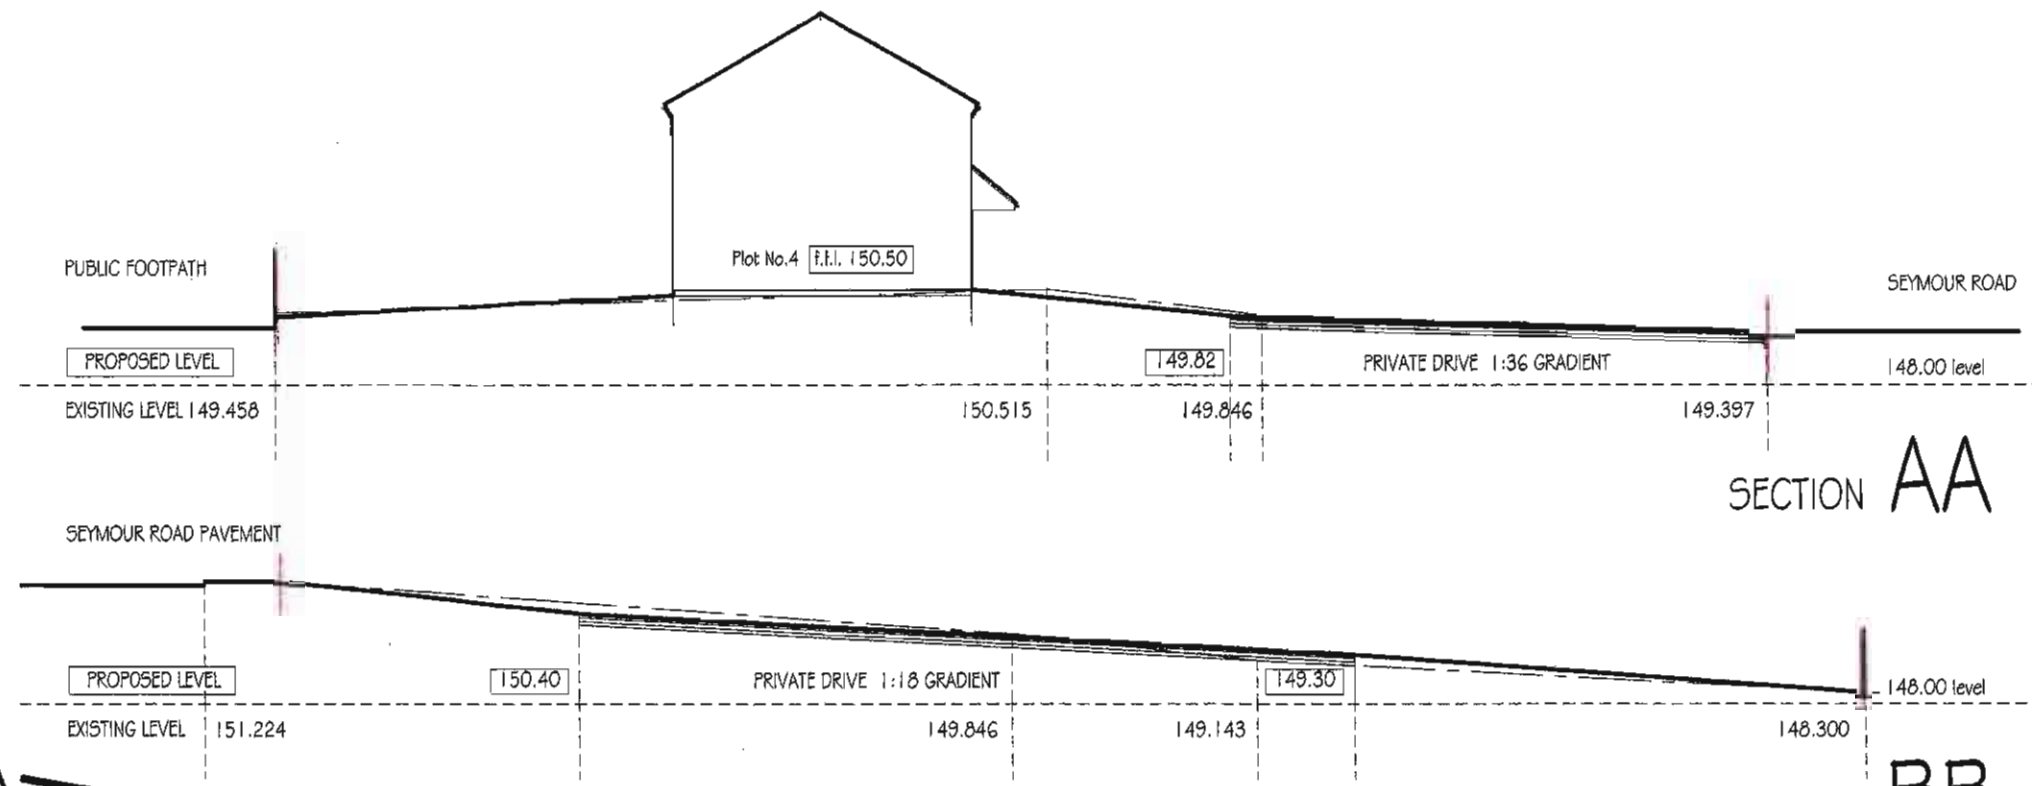 Plot No.4 f.f.l. 150.50
PUBLIC FOOTPATH
SEYMOUR ROAD
PROPOSED LEVEL
149.82
PRIVATE DRIVE 1:36 GRADIENT
148.00 level
EXISTING LEVEL 149.458
150.515
149.846
149.397
SECTION AA
SEYMOUR ROAD PAVEMENT
PROPOSED LEVEL
150.40
PRIVATE DRIVE 1:18 GRADIENT
149.30
148.00 level
EXISTING LEVEL 151.224
149.846
149.143
148.300
BB